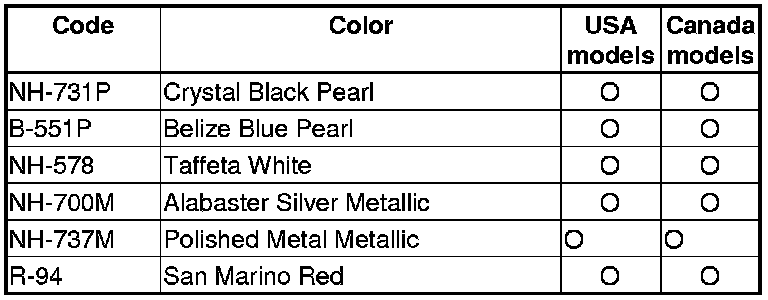 Code Color USA models Canada models
NH-731P Crystal Black Pearl O O
B-551P Belize Blue Pearl O O
NH-578 Taffeta White O O
NH-700M Alabaster Silver Metallic O O
NH-737M Polished Metal Metallic O O
R-94 San Marino Red O O